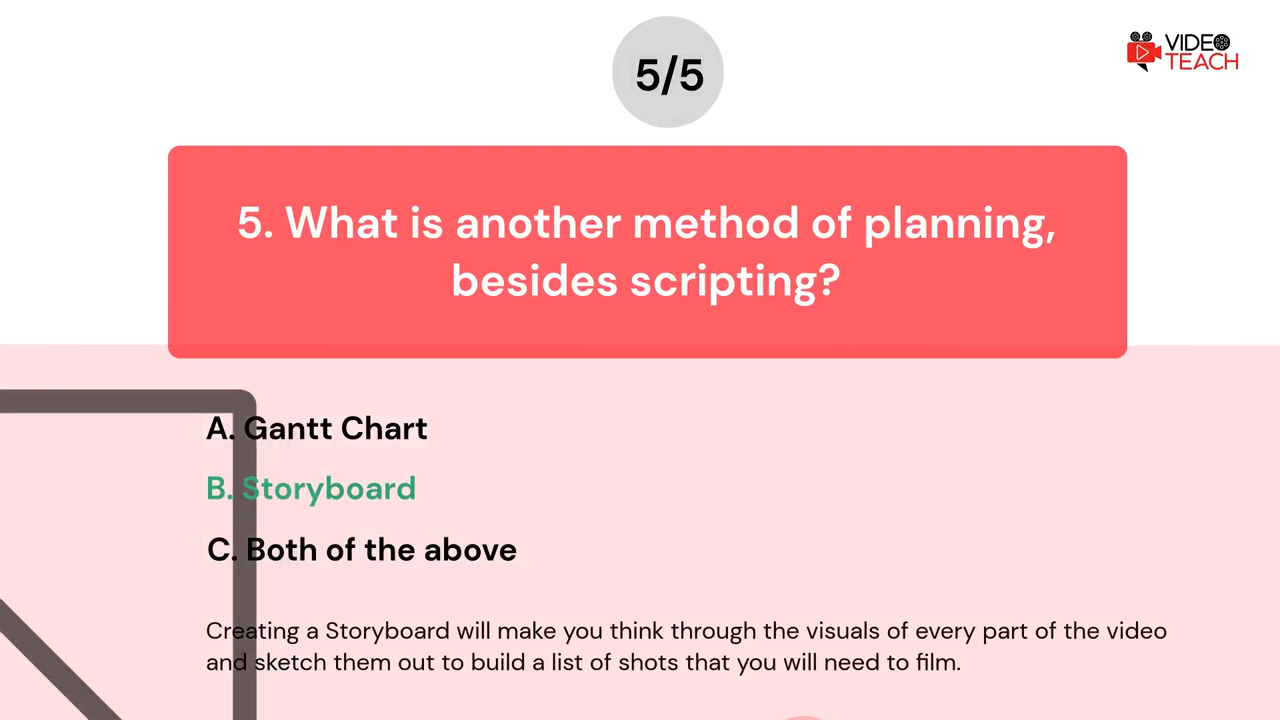 5/5
VIDEO
TEACH
5. What is another method of planning,
besides scripting?
A. Gantt Chart
B. Storyboard
C. Both of the above
Creating a Storyboard will make you think through the visuals of every part of the video
and sketch them out to build a list of shots that you will need to film.